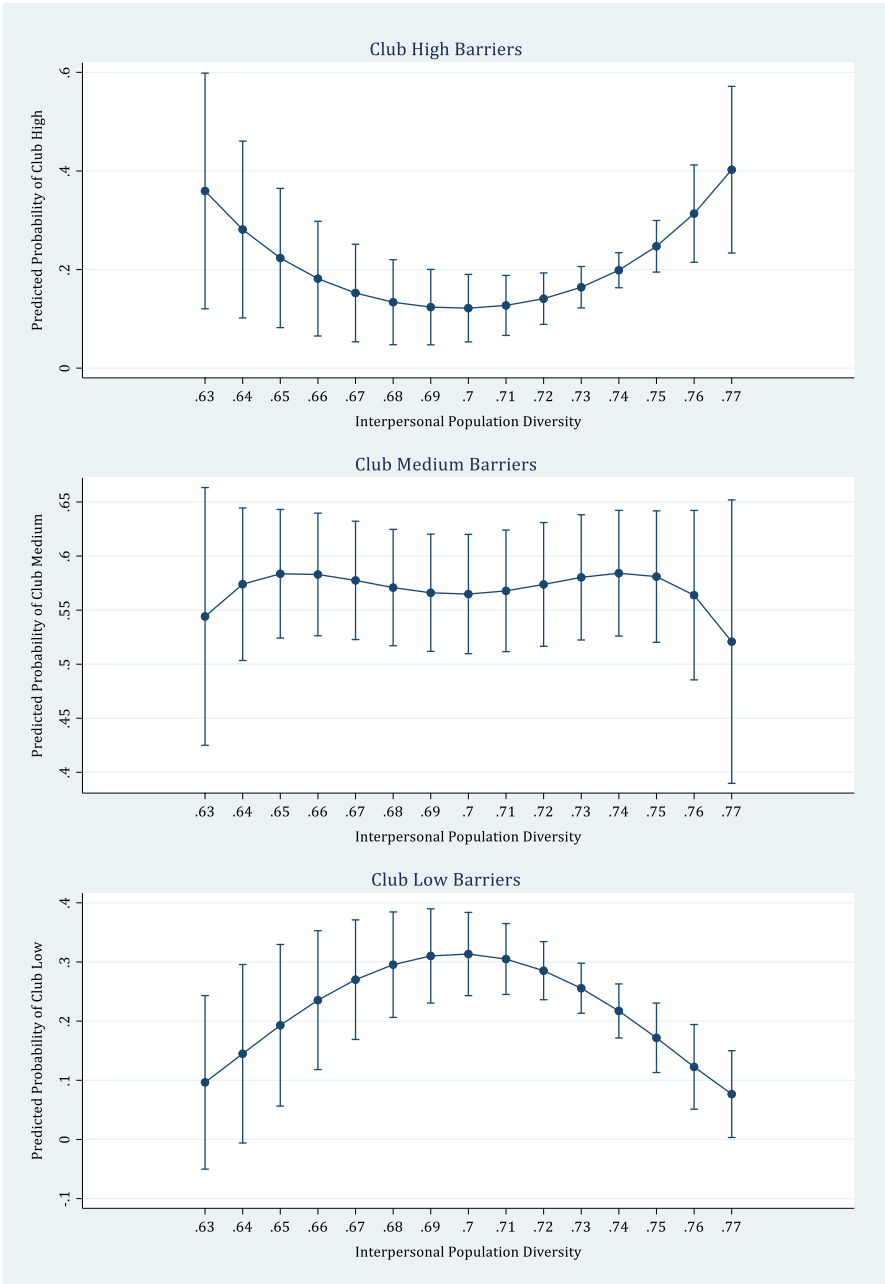 Club High Barriers
Predicted Probability of Club High
.6
.4
.2
0
.63 .64 .65 .66 .67 .68 .69 .7 .71 .72 .73 .74 .75 .76 .77
Interpersonal Population Diversity
Club Medium Barriers
Predicted Probability of Club Medium
.65
.6
.55
.5
.45
.4
.63 .64 .65 .66 .67 .68 .69 .7 .71 .72 .73 .74 .75 .76 .77
Interpersonal Population Diversity
Club Low Barriers
Predicted Probability of Club Low
.4
.3
.2
.1
0
-.1
.63 .64 .65 .66 .67 .68 .69 .7 .71 .72 .73 .74 .75 .76 .77
Interpersonal Population Diversity